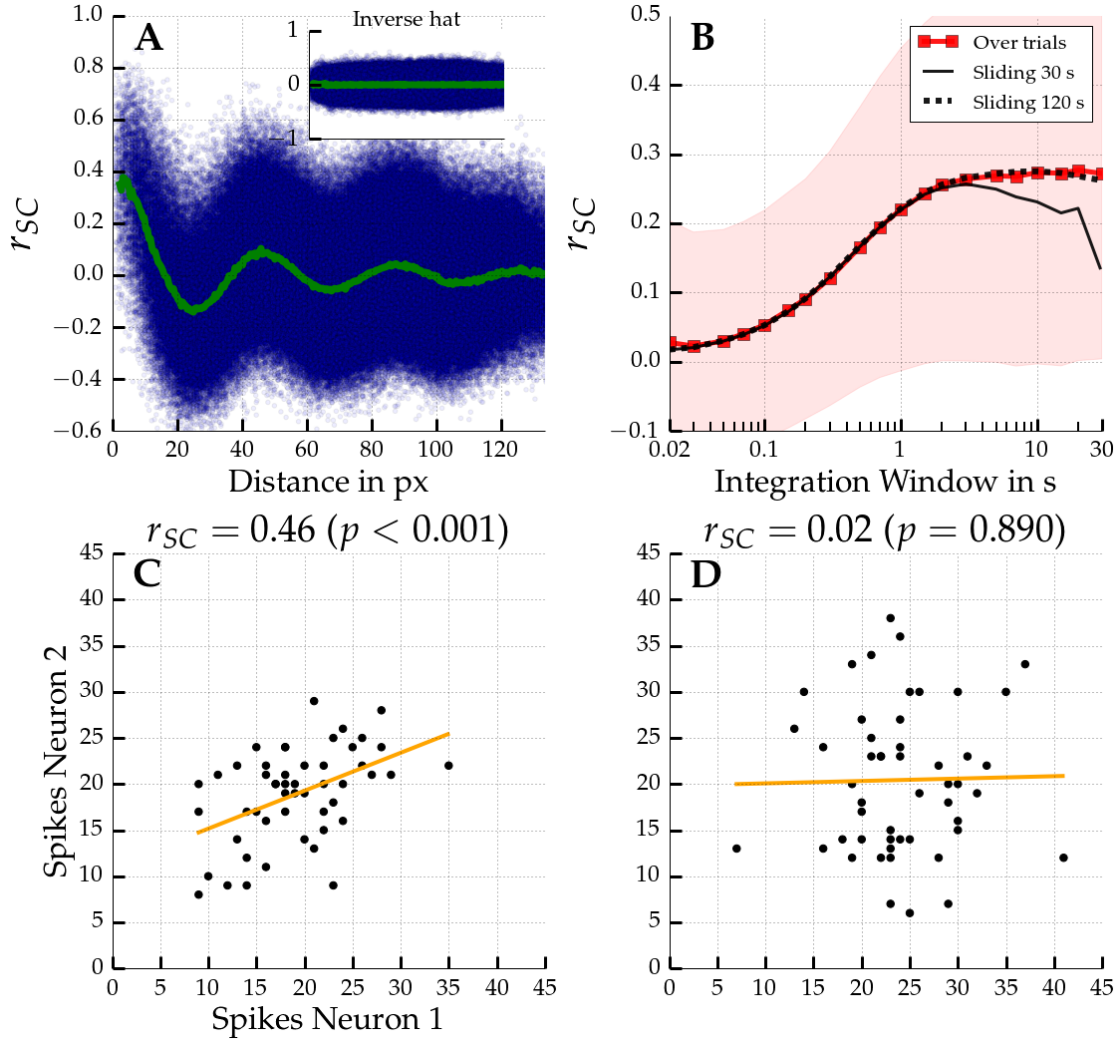 A
Inverse hat
1
0
1
r_SC
1.0
0.8
0.6
0.4
0.2
0.0
−0.2
−0.4
−0.6
0 20 40 60 80 100 120
Distance in px
B
Over trials
Sliding 30 s
Sliding 120 s
r_SC
0.5
0.4
0.3
0.2
0.1
0.0
−0.1
0.02 0.1 1 10 30
Integration Window in s
r_SC = 0.46 (p < 0.001)
C
Spikes Neuron 2
45
40
35
30
25
20
15
10
5
0
0 5 10 15 20 25 30 35 40 45
Spikes Neuron 1
r_SC = 0.02 (p = 0.890)
D
45
40
35
30
25
20
15
10
5
0
0 5 10 15 20 25 30 35 40 45